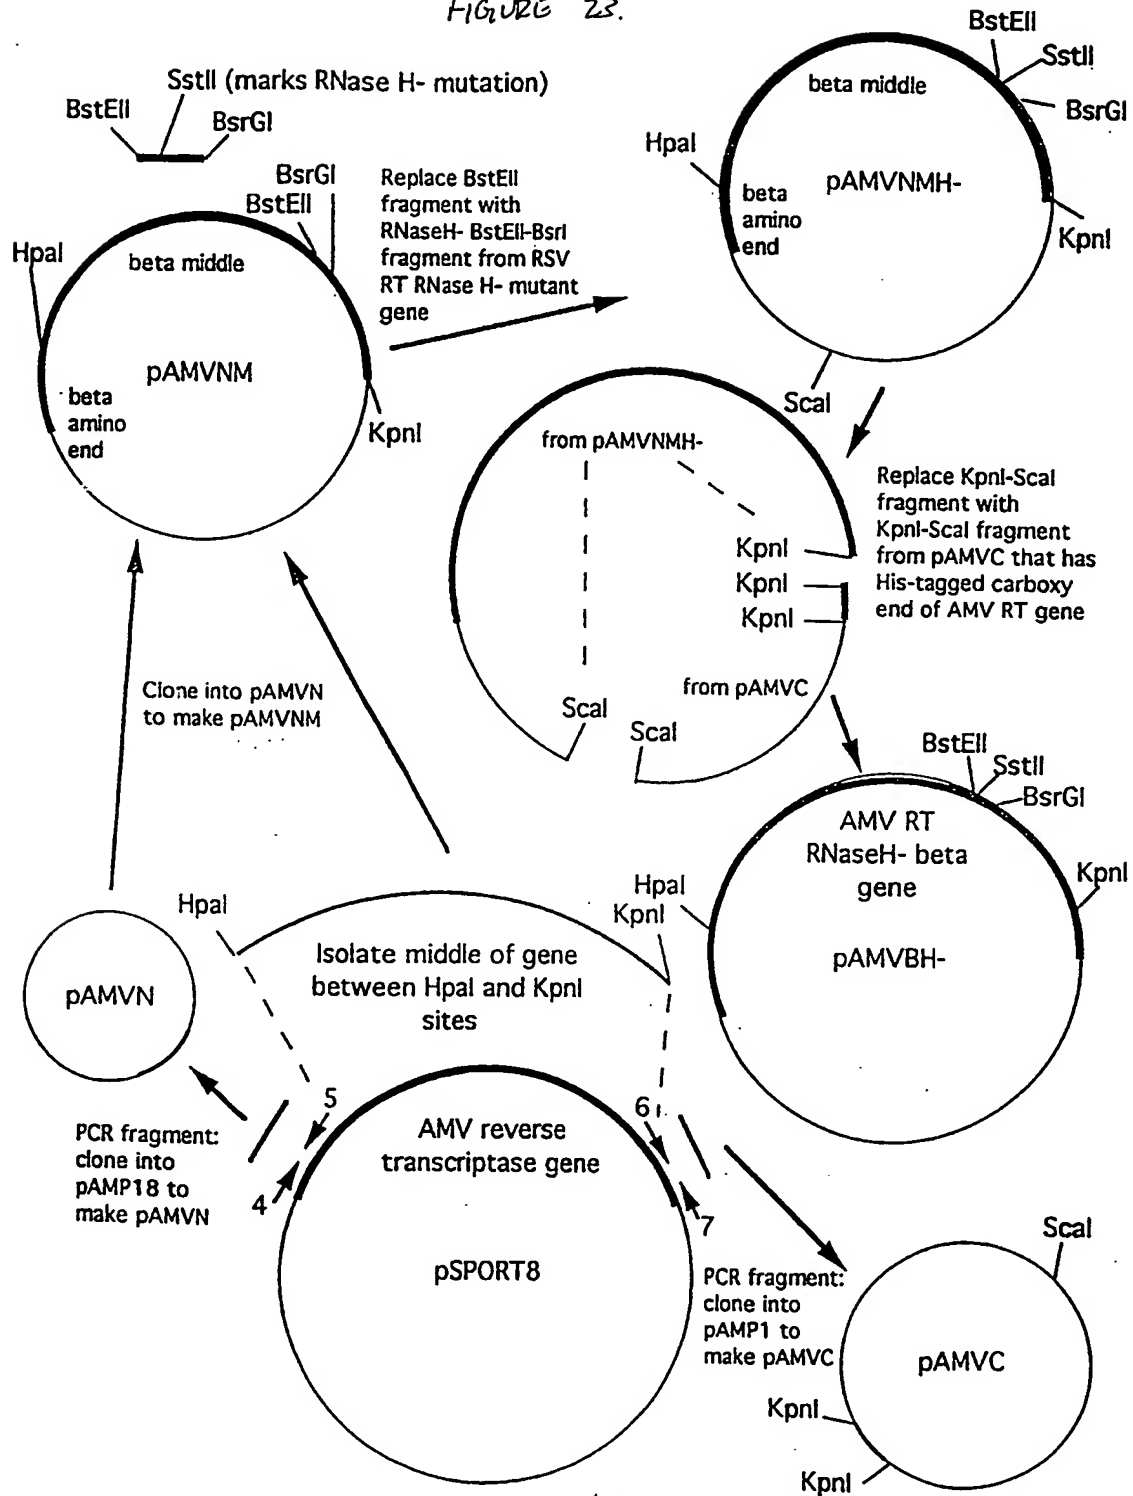 FIGURE 23.
SstII (marks RNase H- mutation)
BstEII
BsrGI
BsrGI
BstEII
HpaI
beta middle
pAMVNM
beta
amino
end
KpnI
Replace BstEII
fragment with
RNaseH- BstEII-BsrI
fragment from RSV
RT RNase H- mutant
gene
BstEII
SstII
BsrGI
beta middle
HpaI
pAMVNMH-
beta
amino
end
KpnI
ScaI
from pAMVNMH-
KpnI
KpnI
KpnI
Replace KpnI-ScaI
fragment with
KpnI-ScaI fragment
from pAMVC that has
His-tagged carboxy
end of AMV RT gene
from pAMVC
ScaI
ScaI
Clone into pAMVN
to make pAMVNM
BstEII
SstII
BsrGI
AMV RT
RNaseH- beta
gene
KpnI
HpaI
pAMVBH-
HpaI
KpnI
Isolate middle of gene
between HpaI and KpnI
sites
pAMVN
5
6
4
7
AMV reverse
transcriptase gene
pSPORT8
PCR fragment:
clone into
pAMP18 to
make pAMVN
PCR fragment:
clone into
pAMP1 to
make pAMVC
ScaI
pAMVC
KpnI
KpnI